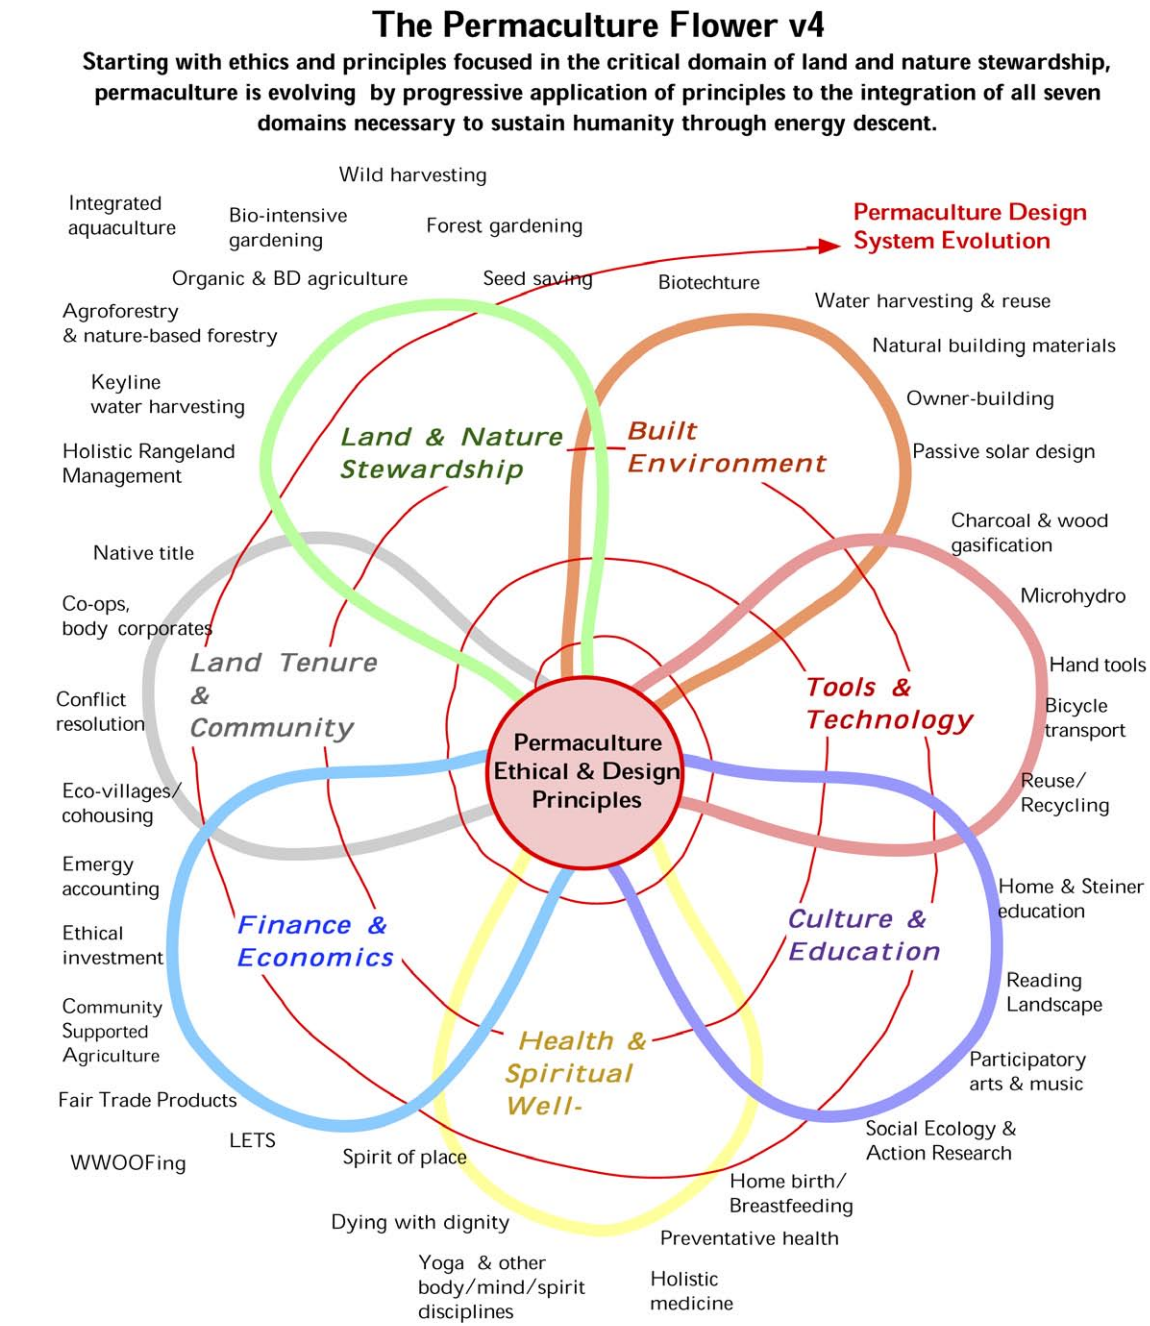 The Permaculture Flower v4
Starting with ethics and principles focused in the critical domain of land and nature stewardship,
permaculture is evolving by progressive application of principles to the integration of all seven
domains necessary to sustain humanity through energy descent.
Wild harvesting
Integrated
aquaculture
Bio-intensive
gardening
Forest gardening
Organic & BD agriculture
Seed saving
Agroforestry
& nature-based forestry
Keyline
water harvesting
Holistic Rangeland
Management
Land & Nature
Stewardship
Permaculture Design
System Evolution
Biotechture
Water harvesting & reuse
Natural building materials
Owner-building
Passive solar design
Built
Environment
Charcoal & wood
gasification
Microhydro
Hand tools
Bicycle
transport
Reuse/
Recycling
Tools &
Technology
Native title
Co-ops,
body corporates
Land Tenure
&
Community
Conflict
resolution
Eco-villages/
cohousing
Permaculture
Ethical & Design
Principles
Emergy
accounting
Ethical
investment
Community
Supported
Agriculture
Fair Trade Products
LETS
WWOOFing
Finance &
Economics
Home & Steiner
education
Reading
Landscape
Participatory
arts & music
Social Ecology &
Action Research
Culture &
Education
Health &
Spiritual
Well-
Spirit of place
Dying with dignity
Yoga & other
body/mind/spirit
disciplines
Home birth/
Breastfeeding
Preventative health
Holistic
medicine